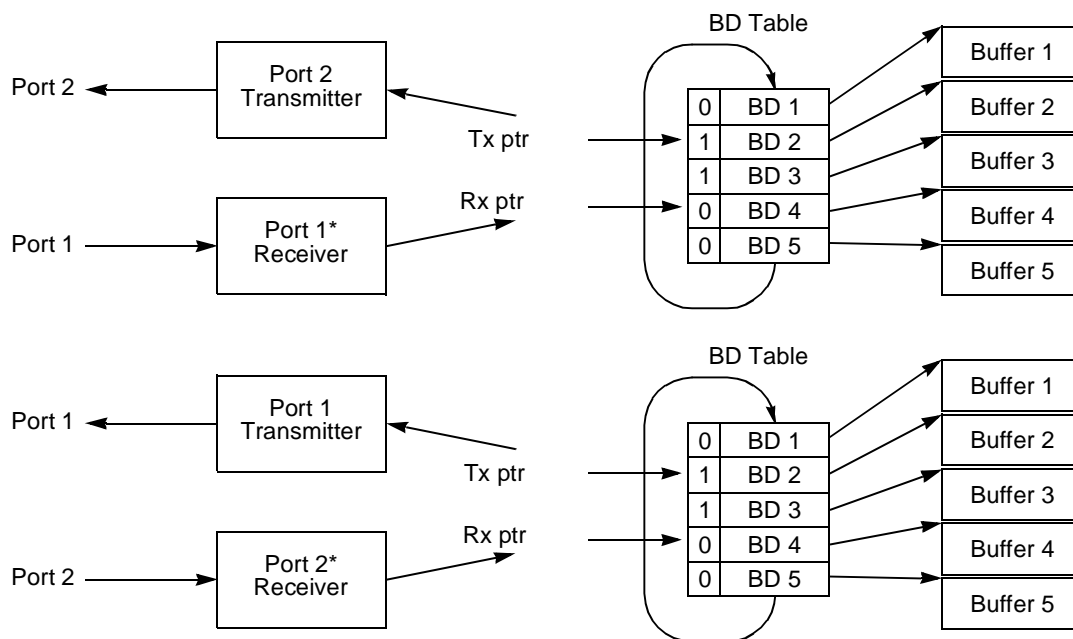 BD Table
Port 2
Port 2
Transmitter
Tx ptr
Rx ptr
Port 1
Port 1*
Receiver
0 BD 1
1 BD 2
1 BD 3
0 BD 4
0 BD 5
Buffer 1
Buffer 2
Buffer 3
Buffer 4
Buffer 5
BD Table
Port 1
Port 1
Transmitter
Tx ptr
Rx ptr
Port 2
Port 2*
Receiver
0 BD 1
1 BD 2
1 BD 3
0 BD 4
0 BD 5
Buffer 1
Buffer 2
Buffer 3
Buffer 4
Buffer 5